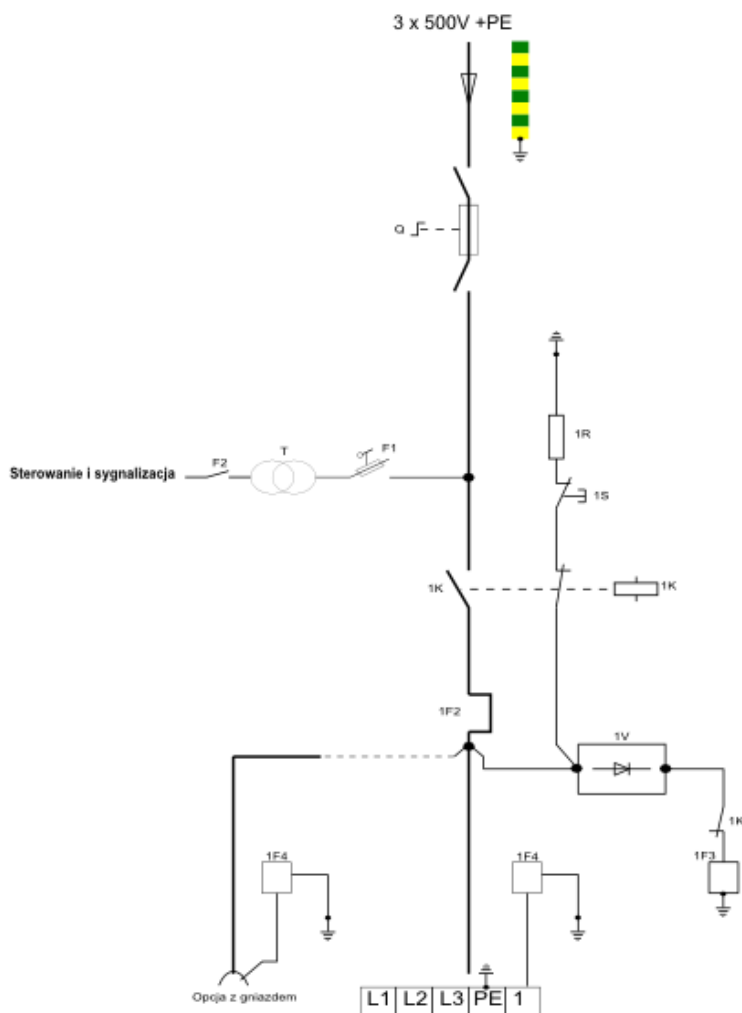 3 x 500V +PE
Q
1R
F2
T
F1
Sterowanie i sygnalizacja
1S
1K
1K
1F2
1V
1K
1F4
1F4
1F3
Opcja z gniazdem
L1 L2 L3 PE 1